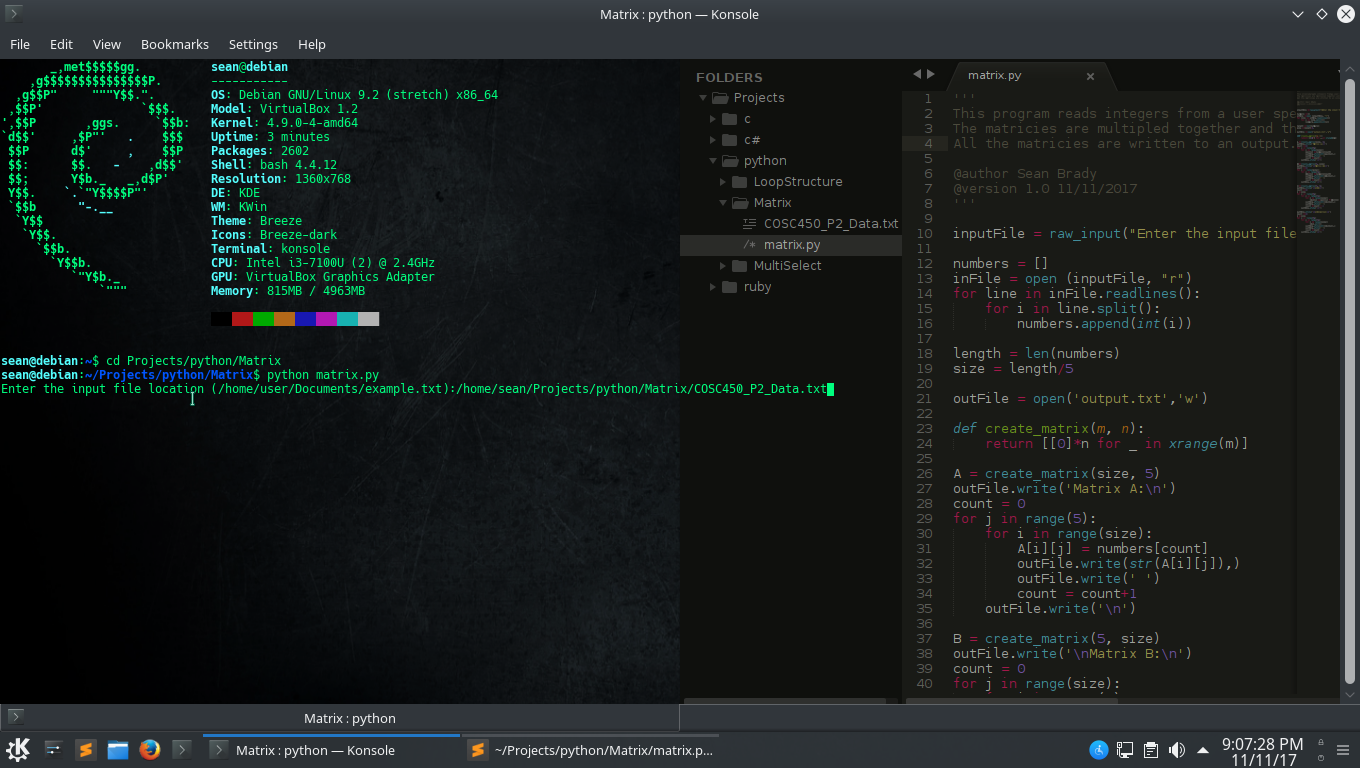 Matrix : python — Konsole
File Edit View Bookmarks Settings Help
_,met$$$$$gg.
,g$$$$$$$$$$$$$$$P.
,g$$P" """Y$$.".
,$$P' `$$$.
',$$P ,ggs. `$$b:
`d$$' ,$P"' . $$$
$$P d$' , $$P
$$: $$. - ,d$$'
$$; Y$b._ _,d$P'
Y$$. `.`"Y$$$$P"'
`$$b "-.__
`Y$$
`Y$$.
`$$b.
`Y$$b.
`"Y$b._
`"""
sean@debian
-----------
OS: Debian GNU/Linux 9.2 (stretch) x86_64
Model: VirtualBox 1.2
Kernel: 4.9.0-4-amd64
Uptime: 3 minutes
Packages: 2602
Shell: bash 4.4.12
Resolution: 1360x768
DE: KDE
WM: KWin
Theme: Breeze
Icons: Breeze-dark
Terminal: konsole
CPU: Intel i3-7100U (2) @ 2.4GHz
GPU: VirtualBox Graphics Adapter
Memory: 815MB / 4963MB
sean@debian:~$ cd Projects/python/Matrix
sean@debian:~/Projects/python/Matrix$ python matrix.py
Enter the input file location (/home/user/Documents/example.txt):/home/sean/Projects/python/Matrix/COSC450_P2_Data.txt
FOLDERS
Projects
c
c#
python
LoopStructure
Matrix
COSC450_P2_Data.txt
matrix.py
MultiSelect
ruby
matrix.py
1 '''
2 This program reads integers from a user spe
3 The matricies are multipled together and th
4 All the matricies are written to an output.
5
6 @author Sean Brady
7 @version 1.0 11/11/2017
8 '''
9
10 inputFile = raw_input("Enter the input file
11
12 numbers = []
13 inFile = open (inputFile, "r")
14 for line in inFile.readlines():
15 for i in line.split():
16 numbers.append(int(i))
17
18 length = len(numbers)
19 size = length/5
20
21 outFile = open('output.txt','w')
22
23 def create_matrix(m, n):
24 return [[0]*n for _ in xrange(m)]
25
26 A = create_matrix(size, 5)
27 outFile.write('Matrix A:\n')
28 count = 0
29 for j in range(5):
30 for i in range(size):
31 A[i][j] = numbers[count]
32 outFile.write(str(A[i][j]),)
33 outFile.write(' ')
34 count = count+1
35 outFile.write('\n')
36
37 B = create_matrix(5, size)
38 outFile.write('\nMatrix B:\n')
39 count = 0
40 for j in range(size):
Matrix : python
Matrix : python — Konsole
~/Projects/python/Matrix/matrix.p...
9:07:28 PM
11/11/17